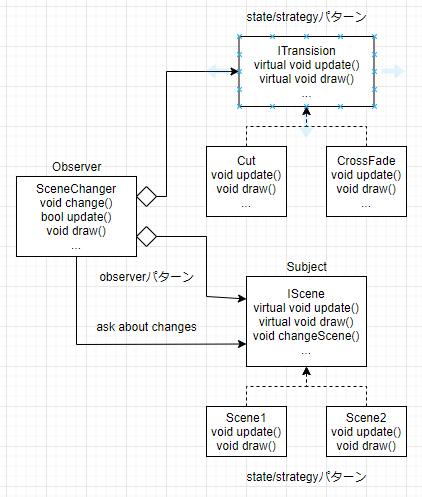 state/strategyパターン
ITransision
virtual void update()
virtual void draw()
...
Cut
void update()
void draw()
CrossFade
void update()
void draw()
Observer
SceneChanger
void change()
bool update()
void draw()
...
observerパターン
ask about changes
Subject
IScene
virtual void update()
virtual void draw()
void changeScene()
...
Scene1
void update()
void draw()
Scene2
void update()
void draw()
state/strategyパターン